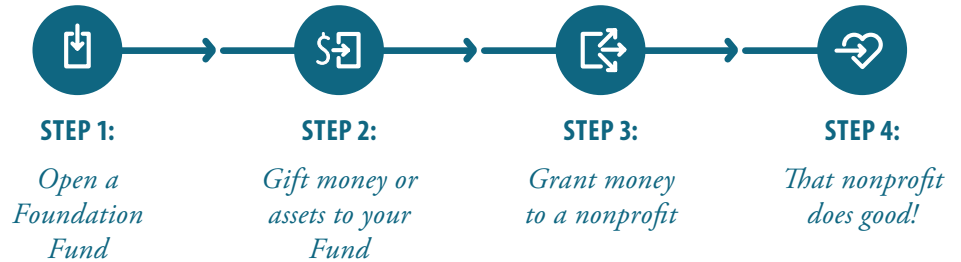 $
STEP 1:
Open a
Foundation
Fund
STEP 2:
Gift money or
assets to your
Fund
STEP 3:
Grant money
to a nonprofit
STEP 4:
That nonprofit
does good!